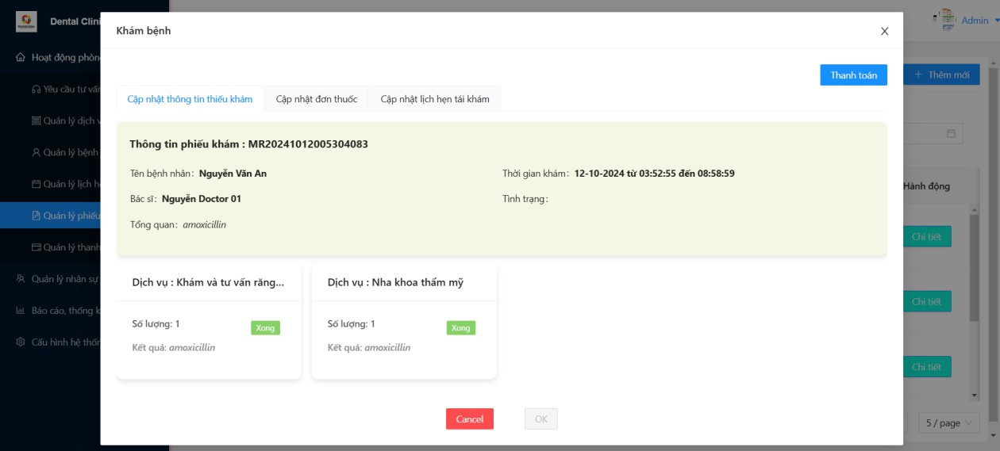 Dental Clini
Admin
Khám bệnh
Hoạt động phòn
Thanh toán
Thêm mới
Yêu cầu tư vấn
Cập nhật thông tin thiếu khám
Cập nhật đơn thuốc
Cập nhật lịch hẹn tái khám
Quản lý dịch v
Thông tin phiếu khám : MR20241012005304083
Quản lý bệnh
Tên bệnh nhân: Nguyễn Văn An
Thời gian khám: 12-10-2024 từ 03:52:55 đến 08:58:59
Quản lý lịch h
Hành động
Bác sĩ: Nguyễn Doctor 01
Tình trạng:
Quản lý phiếu
Tổng quan: amoxicillin
Chi tiết
Quản lý thanh
Quản lý nhân sự
Dịch vụ : Khám và tư vấn răng...
Dịch vụ : Nha khoa thẩm mỹ
Chi tiết
Báo cáo, thống k
Số lượng: 1
Xong
Số lượng: 1
Xong
Cấu hình hệ thốn
Kết quả: amoxicillin
Kết quả: amoxicillin
Chi tiết
Cancel
OK
5 / page